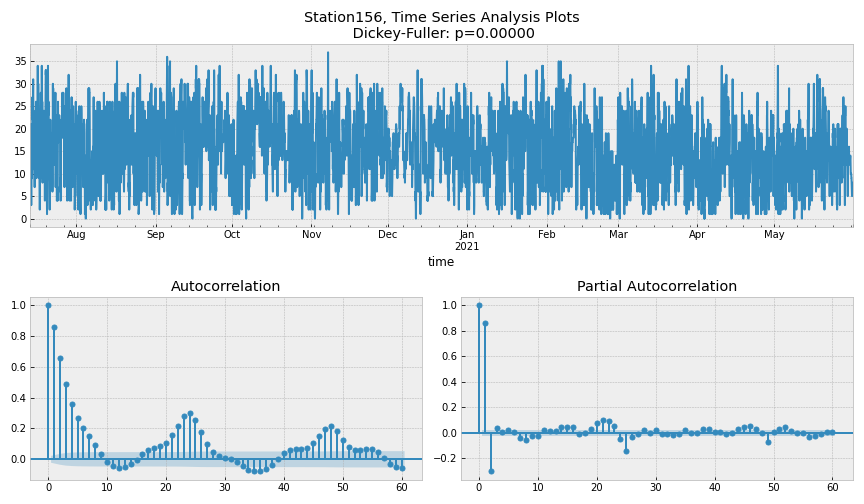 Station156, Time Series Analysis Plots
Dickey-Fuller: p=0.00000
35
30
25
20
15
10
5
0
Aug Sep Oct Nov Dec Jan Feb Mar Apr May
2021
time
Autocorrelation
1.0
0.8
0.6
0.4
0.2
0.0
0 10 20 30 40 50 60
Partial Autocorrelation
1.0
0.8
0.6
0.4
0.2
0.0
−0.2
0 10 20 30 40 50 60